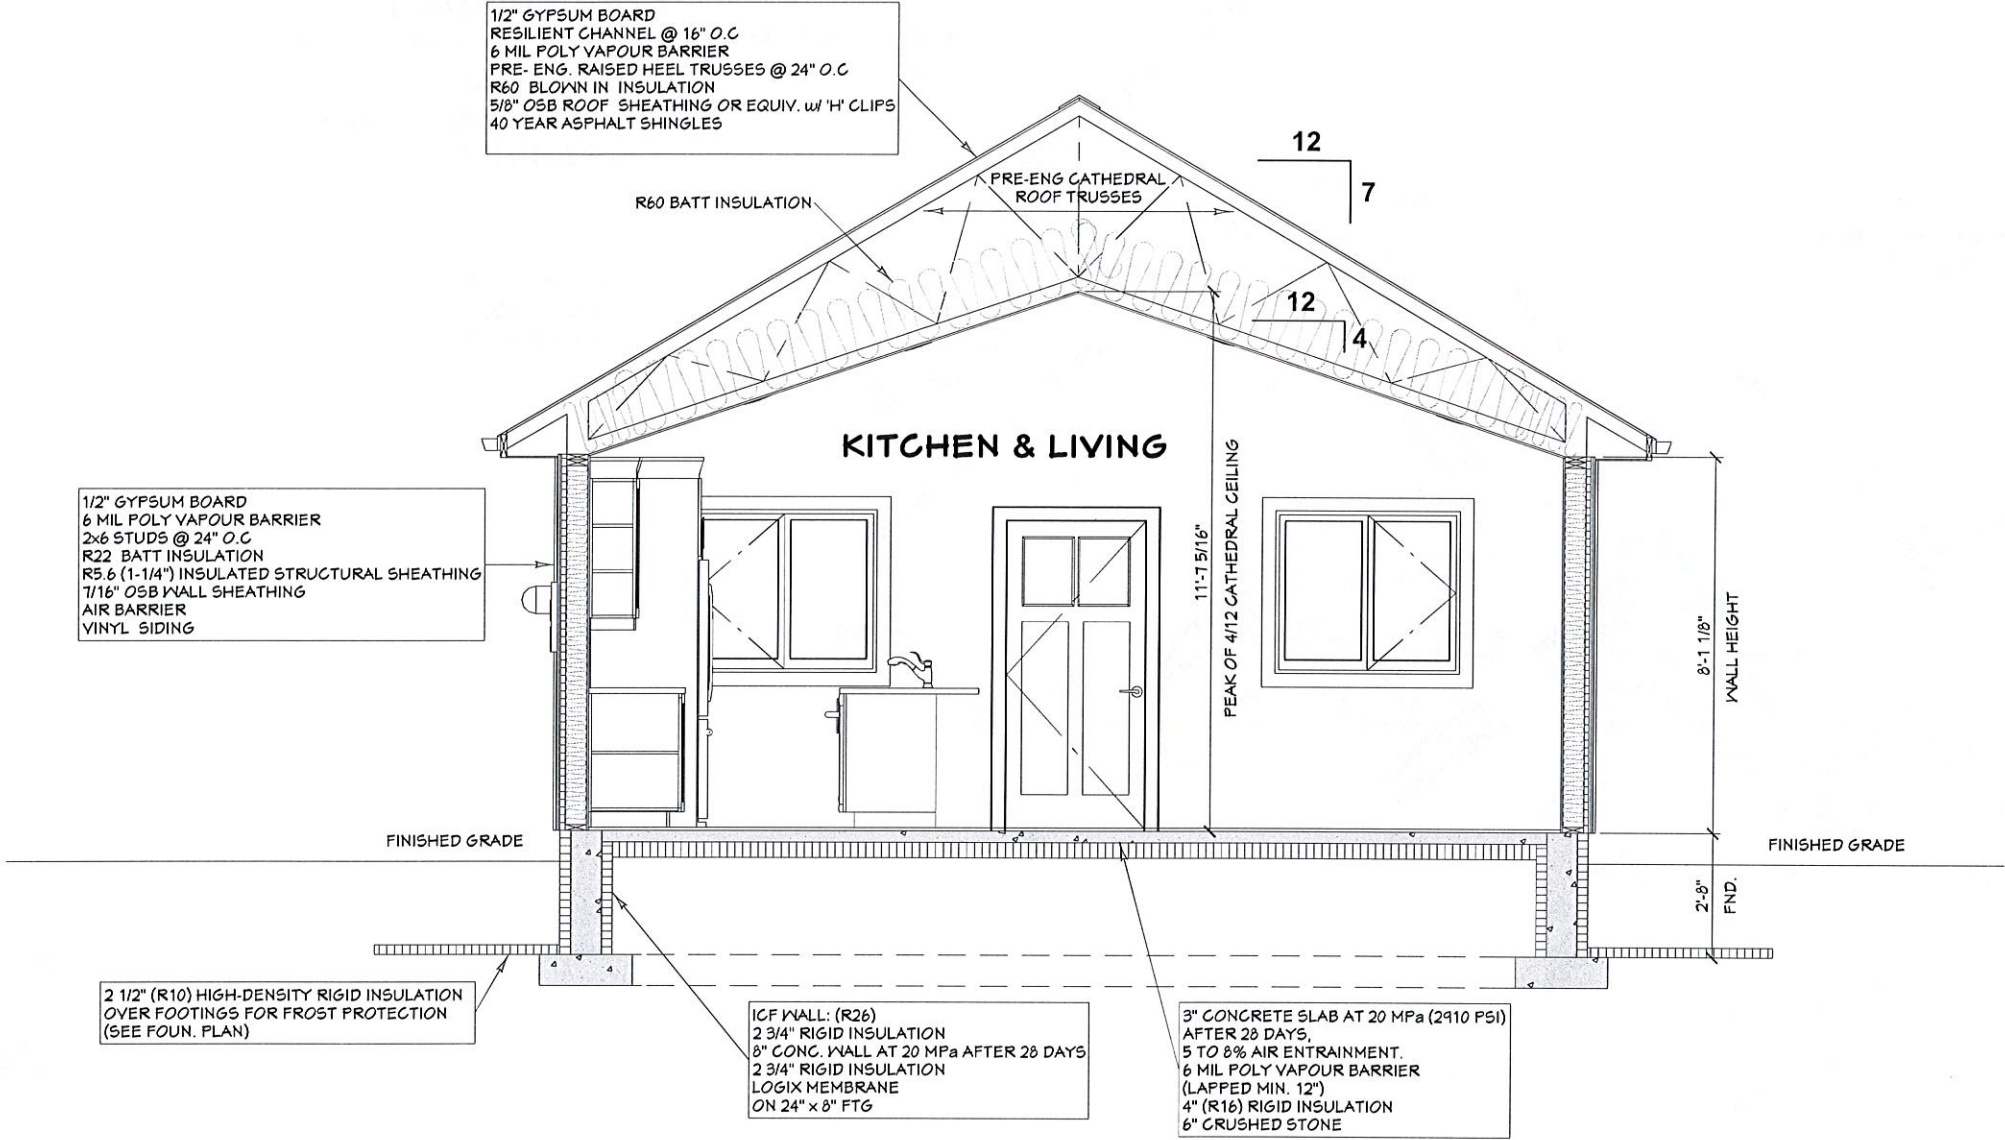 1/2" GYPSUM BOARD
RESILIENT CHANNEL @ 16" O.C
6 MIL POLY VAPOUR BARRIER
PRE- ENG. RAISED HEEL TRUSSES @ 24" O.C
R60 BLOWN IN INSULATION
5/8" OSB ROOF SHEATHING OR EQUIV. w/ 'H' CLIPS
40 YEAR ASPHALT SHINGLES
12
7
PRE-ENG CATHEDRAL
ROOF TRUSSES
R60 BATT INSULATION
12
4
KITCHEN & LIVING
11'-7 5/16"
PEAK OF 4/12 CATHEDRAL CEILING
1/2" GYPSUM BOARD
6 MIL POLY VAPOUR BARRIER
2x6 STUDS @ 24" O.C
R22 BATT INSULATION
R5.6 (1-1/4") INSULATED STRUCTURAL SHEATHING
7/16" OSB WALL SHEATHING
AIR BARRIER
VINYL SIDING
8'-1 1/8"
WALL HEIGHT
FINISHED GRADE
FINISHED GRADE
2'-8"
FND.
2 1/2" (R10) HIGH-DENSITY RIGID INSULATION
OVER FOOTINGS FOR FROST PROTECTION
(SEE FOUN. PLAN)
ICF WALL: (R26)
2 3/4" RIGID INSULATION
8" CONC. WALL AT 20 MPa AFTER 28 DAYS
2 3/4" RIGID INSULATION
LOGIX MEMBRANE
ON 24" x 8" FTG
3" CONCRETE SLAB AT 20 MPa (2910 PSI)
AFTER 28 DAYS,
5 TO 8% AIR ENTRAINMENT.
6 MIL POLY VAPOUR BARRIER
(LAPPED MIN. 12")
4" (R16) RIGID INSULATION
6" CRUSHED STONE